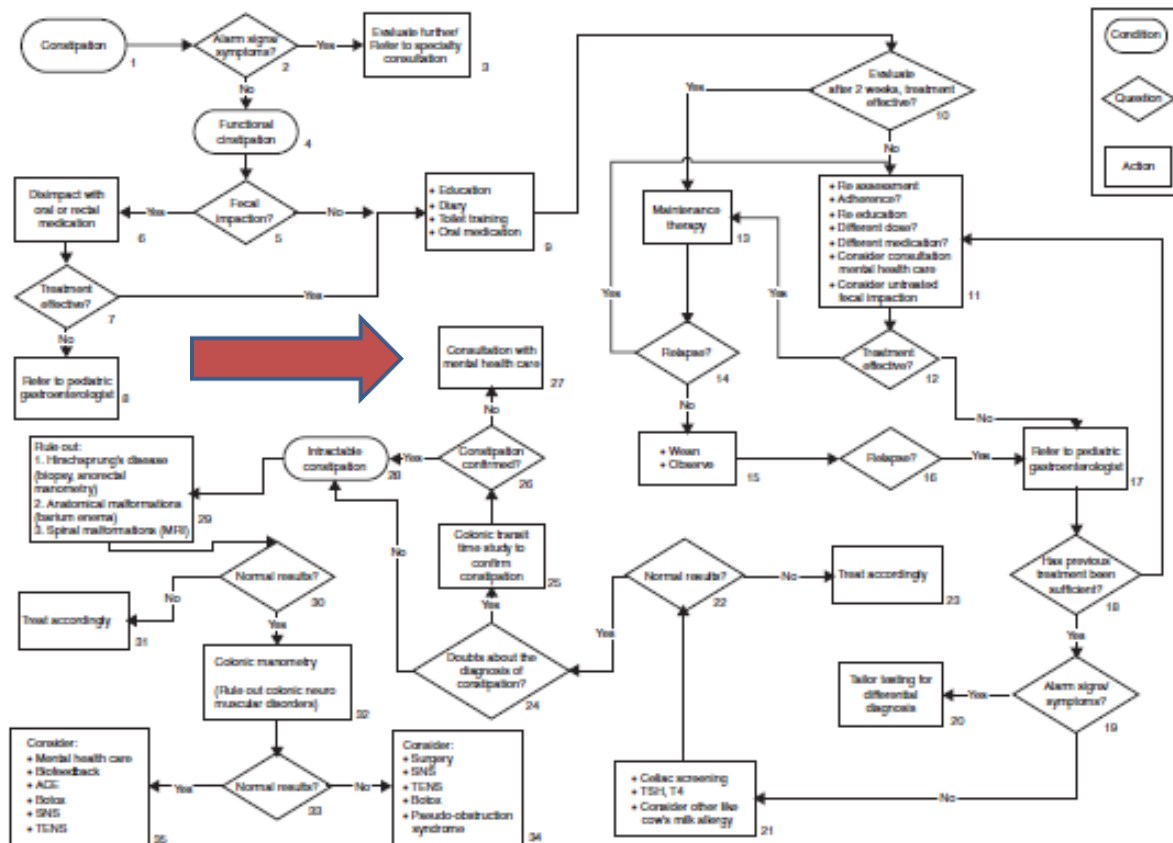 Constipation
1
Alarm signs/
symptoms?
2
Yes
Evaluate further/
Refer to specialty
consultation
3
No
Functional
cinstipation
4
Fecal
impaction?
5
Yes
No
Disimpact with
oral or rectal
medication
6
Treatment
effective?
7
Yes
No
Refer to pediatric
gastroenterologist
8
+ Education
+ Diary
+ Toilet training
+ Oral medication
9
Evaluate
after 2 weeks, treatment
effective?
10
Yes
No
+ Re assessment
+ Adherence?
+ Re education
+ Different dose?
+ Different medication?
+ Consider consultation
mental health care
+ Consider untreated
fecal impaction
11
Treatment
effective?
12
Yes
No
Maintenance
therapy
13
Relapse?
14
Yes
No
+ Wean
+ Observe
15
Relapse?
16
Yes
Refer to pediatric
gastroenterologist
17
Has previous
treatment been
sufficient?
18
Yes
Alarm signs/
symptoms?
19
Yes
Tailor testing for
differential
diagnosis
20
No
+ Celiac screening
+ TSH, T4
+ Consider other like
cow's milk allergy
21
Normal results?
22
No
Treat accordingly
23
Yes
Doubts about the
diagnosis of
constipation?
24
Yes
No
Colonic transit
time study to
confirm
constipation
25
Constipation
confirmed?
26
No
Consultation with
mental health care
27
Yes
Intractable
constipation
28
Rule out:
1. Hirschsprung's disease
(biopsy, anorectal
manometry)
2. Anatomical malformations
(barium enema)
3. Spinal malformations (MRI)
29
Normal results?
30
No
Treat accordingly
31
Yes
Colonic manometry
(Rule out colonic neuro
muscular disorders)
32
Normal results?
33
Yes
No
Consider:
+ Surgery
+ SNS
+ TENS
+ Botox
+ Pseudo-obstruction
syndrome
34
Consider:
+ Mental health care
+ Biofeedback
+ ACE
+ Botox
+ SNS
+ TENS
35
Condition
Question
Action